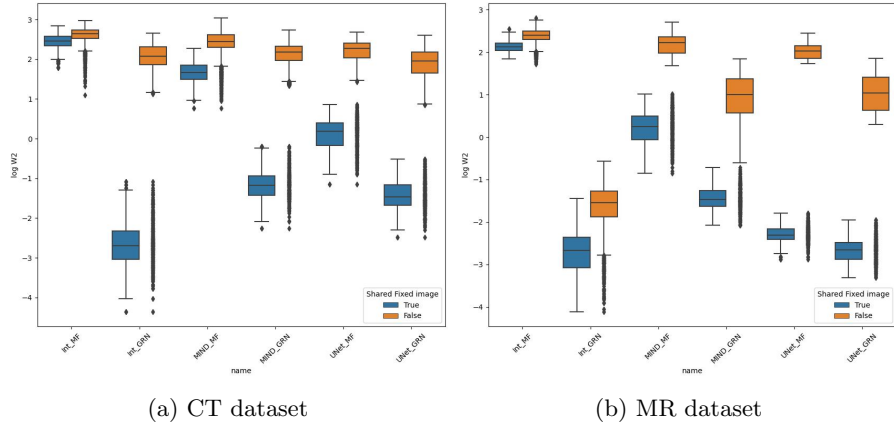 3
2
1
0
−1
−2
−3
−4
log W2
Shared Fixed image
True
False
Int_MF
Int_GRN
MIND_MF
MIND_GRN
UNet_MF
UNet_GRN
name
(a) CT dataset
3
2
1
0
−1
−2
−3
−4
log W2
Shared Fixed image
True
False
Int_MF
Int_GRN
MIND_MF
MIND_GRN
UNet_MF
UNet_GRN
name
(b) MR dataset